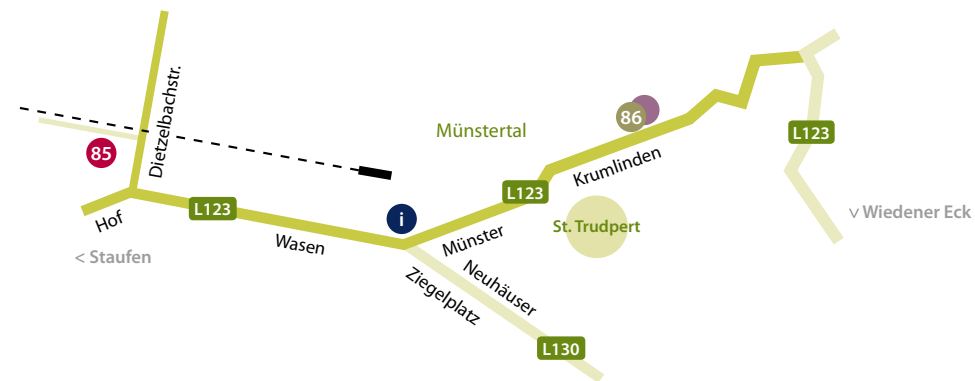 Dietzelbachstr.
85
Hof
L123
< Staufen
Wasen
i
Münstertal
86
Krumlinden
L123
Münster
St. Trudpert
Neuhäuser
Ziegelplatz
L130
L123
v Wiedener Eck